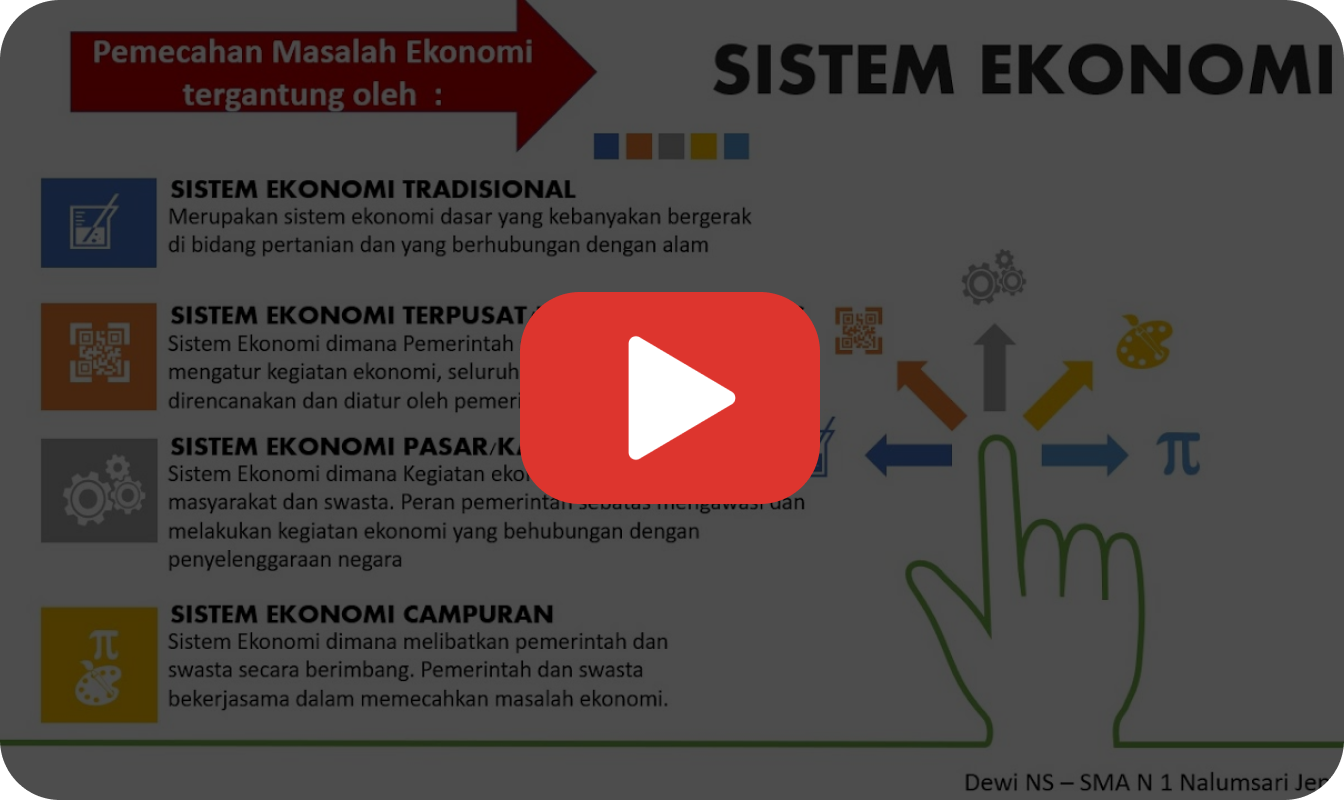 Pemecahan Masalah Ekonomi
tergantung oleh :
SISTEM EKONOMI
SISTEM EKONOMI TRADISIONAL
Merupakan sistem ekonomi dasar yang kebanyakan bergerak
di bidang pertanian dan yang berhubungan dengan alam
SISTEM EKONOMI TERPUSAT
Sistem Ekonomi dimana Pemerintah
mengatur kegiatan ekonomi, seluruh
direncanakan dan diatur oleh
SISTEM EKONOMI PASAR/
Sistem Ekonomi dimana Kegiatan
masyarakat dan swasta. Peran pemerintah sebatas mengawasi dan
melakukan kegiatan ekonomi yang behubungan dengan
penyelenggaraan negara
SISTEM EKONOMI CAMPURAN
Sistem Ekonomi dimana melibatkan pemerintah dan
swasta secara berimbang. Pemerintah dan swasta
bekerjasama dalam memecahkan masalah ekonomi.
π
π
Dewi NS – SMA N 1 Nalumsari